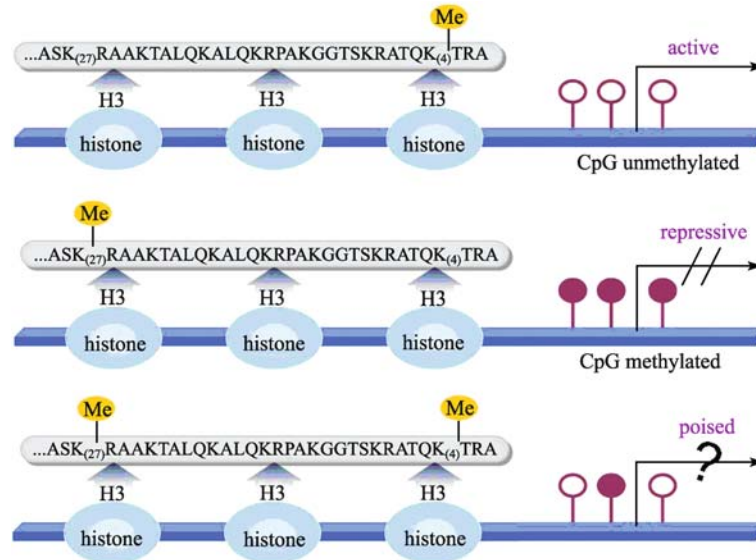 Me
active
...ASK(27)RAAKTALQKALQKRPAKGGTSKRATQK(4)TRA
H3 H3 H3
histone histone histone
CpG unmethylated
Me
repressive
...ASK(27)RAAKTALQKALQKRPAKGGTSKRATQK(4)TRA
H3 H3 H3
histone histone histone
CpG methylated
Me Me
poised
...ASK(27)RAAKTALQKALQKRPAKGGTSKRATQK(4)TRA
?
H3 H3 H3
histone histone histone